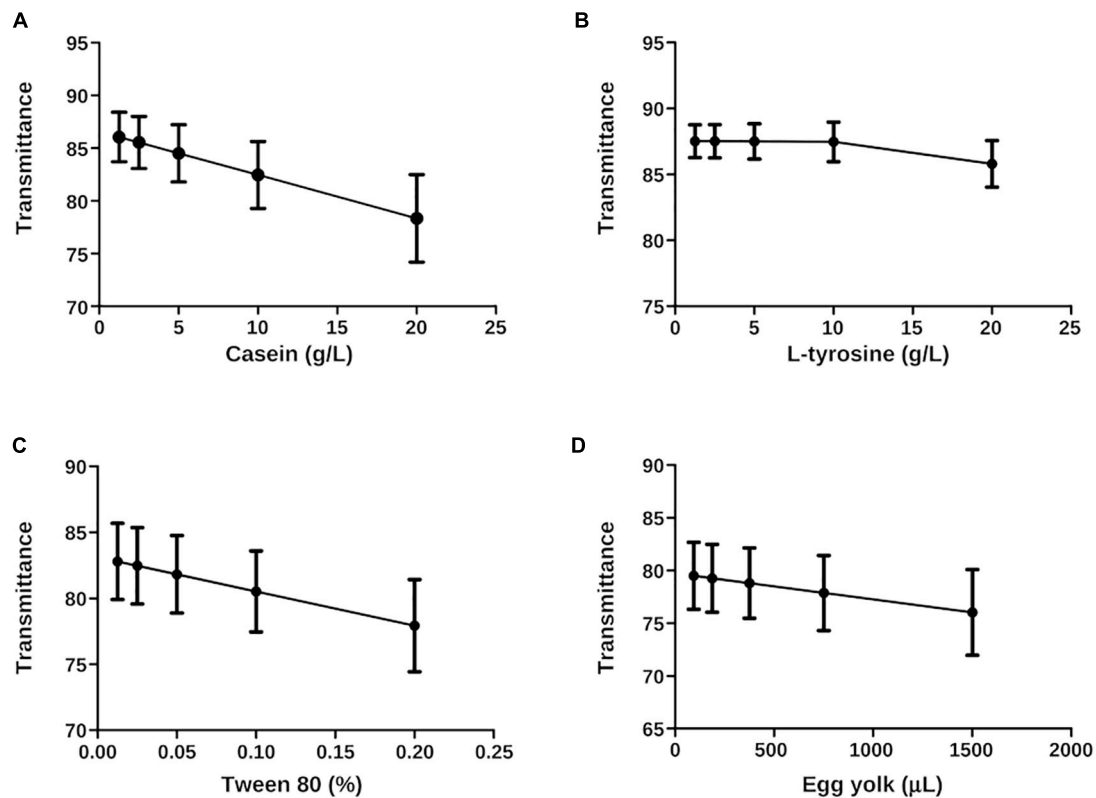 A
B
95
90
85
80
75
70
Transmittance
0 5 10 15 20 25
Casein (g/L)
95
90
85
80
75
Transmittance
0 5 10 15 20 25
L-tyrosine (g/L)
C
D
90
85
80
75
70
Transmittance
0.00 0.05 0.10 0.15 0.20 0.25
Tween 80 (%)
90
85
80
75
70
65
Transmittance
0 500 1000 1500 2000
Egg yolk (μL)